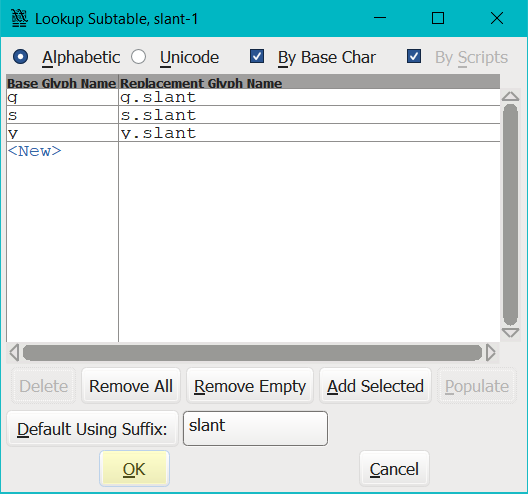 Lookup Subtable, slant-1
Alphabetic Unicode By Base Char By Scripts
Base Glyph Name Replacement Glyph Name
g g.slant
s s.slant
y y.slant
<New>
Delete Remove All Remove Empty Add Selected Populate
Default Using Suffix: slant
OK Cancel